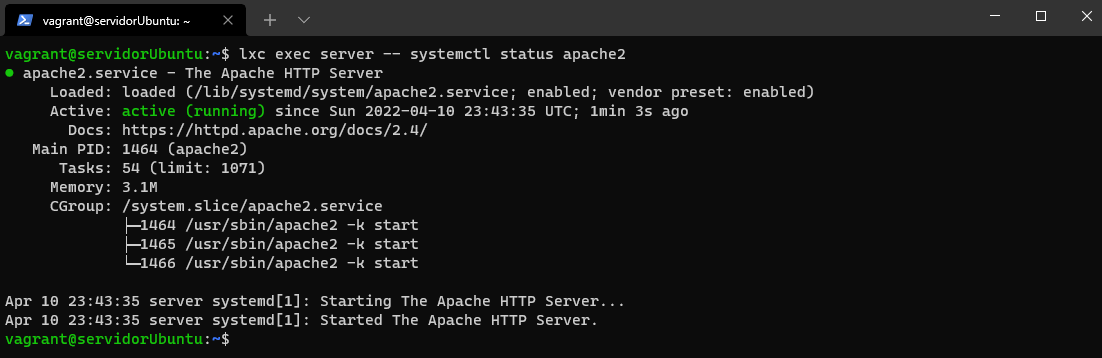 vagrant@servidorUbuntu: ~
vagrant@servidorUbuntu:~$ lxc exec server -- systemctl status apache2
● apache2.service - The Apache HTTP Server
     Loaded: loaded (/lib/systemd/system/apache2.service; enabled; vendor preset: enabled)
     Active: active (running) since Sun 2022-04-10 23:43:35 UTC; 1min 3s ago
       Docs: https://httpd.apache.org/docs/2.4/
   Main PID: 1464 (apache2)
      Tasks: 54 (limit: 1071)
     Memory: 3.1M
     CGroup: /system.slice/apache2.service
             ├─1464 /usr/sbin/apache2 -k start
             ├─1465 /usr/sbin/apache2 -k start
             └─1466 /usr/sbin/apache2 -k start

Apr 10 23:43:35 server systemd[1]: Starting The Apache HTTP Server...
Apr 10 23:43:35 server systemd[1]: Started The Apache HTTP Server.
vagrant@servidorUbuntu:~$